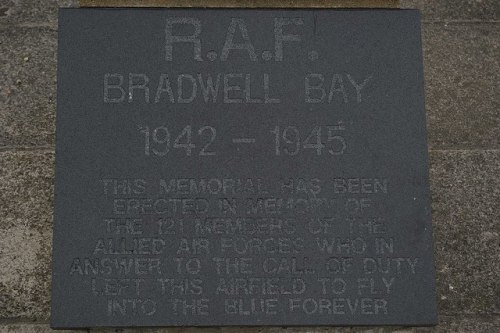 R.A.F.
BRADWELL BAY
1942 - 1945
THIS MEMORIAL HAS BEEN
ERECTED IN MEMORY OF
THE 121 MEMBERS OF THE
ALLIED AIR FORCES WHO IN
ANSWER TO THE CALL OF DUTY
LEFT THIS AIRFIELD TO FLY
INTO THE BLUE FOREVER